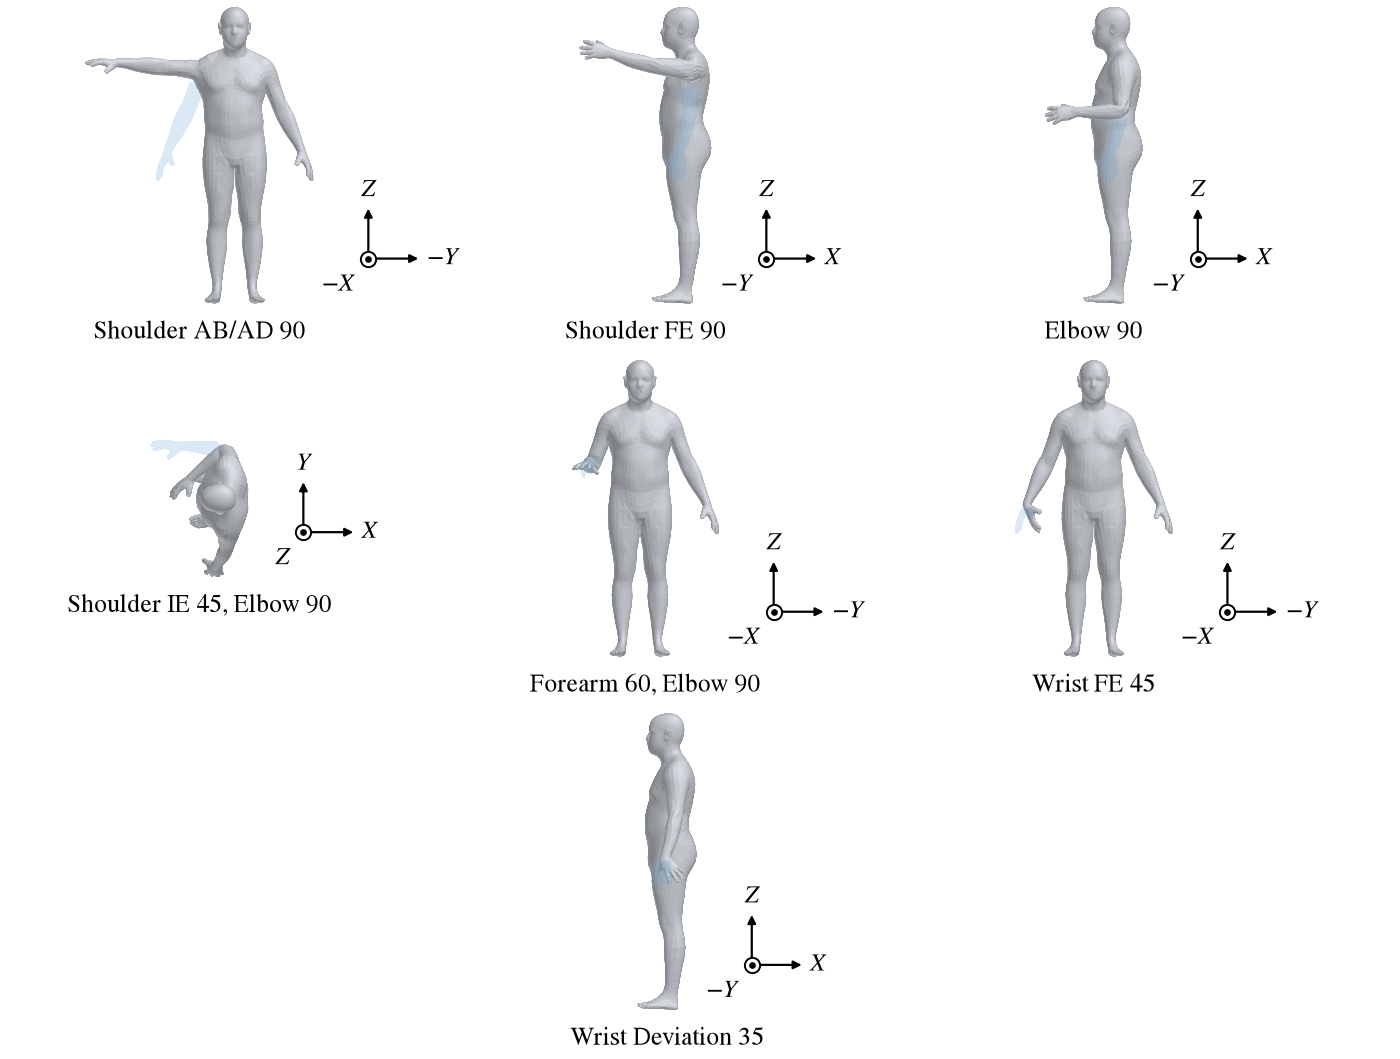 Z
−Y
−X
Shoulder AB/AD 90
Z
X
−Y
Shoulder FE 90
Z
X
−Y
Elbow 90
Y
X
Z
Shoulder IE 45, Elbow 90
Z
−Y
−X
Forearm 60, Elbow 90
Z
−Y
−X
Wrist FE 45
Z
X
−Y
Wrist Deviation 35